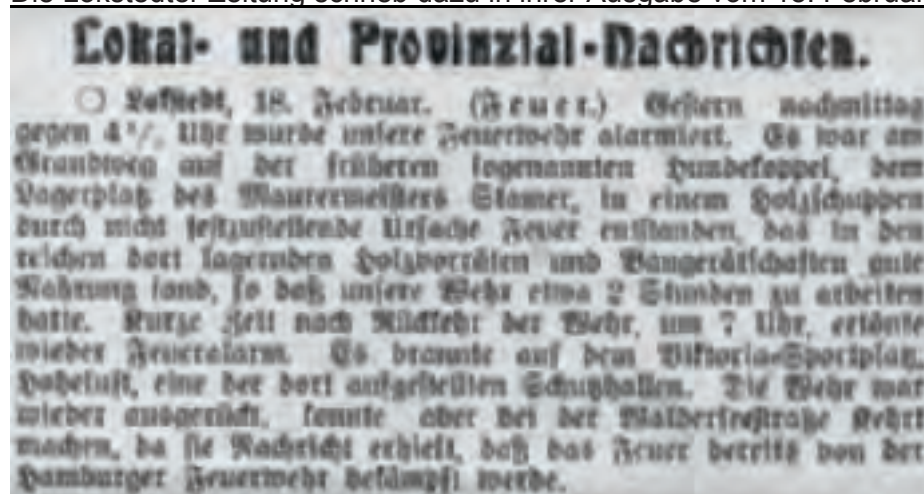 Die Lokstedter Zeitung schrieb dazu in ihrer Ausgabe vom 18. Februar
Lokal- und Provinzial-Nachrichten.
Lokstedt, 18. Februar. (Feuer.) Gestern nachmittag
gegen 4½ Uhr wurde unsere Feuerwehr alarmiert. Es war am
Grandweg auf der früheren sogenannten Hundekoppel, dem
Lagerplatz des Maurermeisters Stamer, in einem Holzschuppen
durch nicht festzustellende Ursache Feuer entstanden, das in den
reichen dort lagernden Holzvorräten und Baugerätschaften gute
Nahrung fand, so daß unsere Wehr etwa 2 Stunden zu arbeiten
hatte. Kurze Zeit nach Rückkehr der Wehr, um 7 Uhr, ertönte
wieder Feueralarm. Es brannte auf dem Viktoria-Sportplatz,
Hoheluft, eine der dort aufgestellten Schutzhallen. Die Wehr war
wieder ausgerückt, konnte aber bei der Walderseestraße Kehrt
machen, da sie Nachricht erhielt, daß das Feuer bereits von der
Hamburger Feuerwehr bekämpft werde.